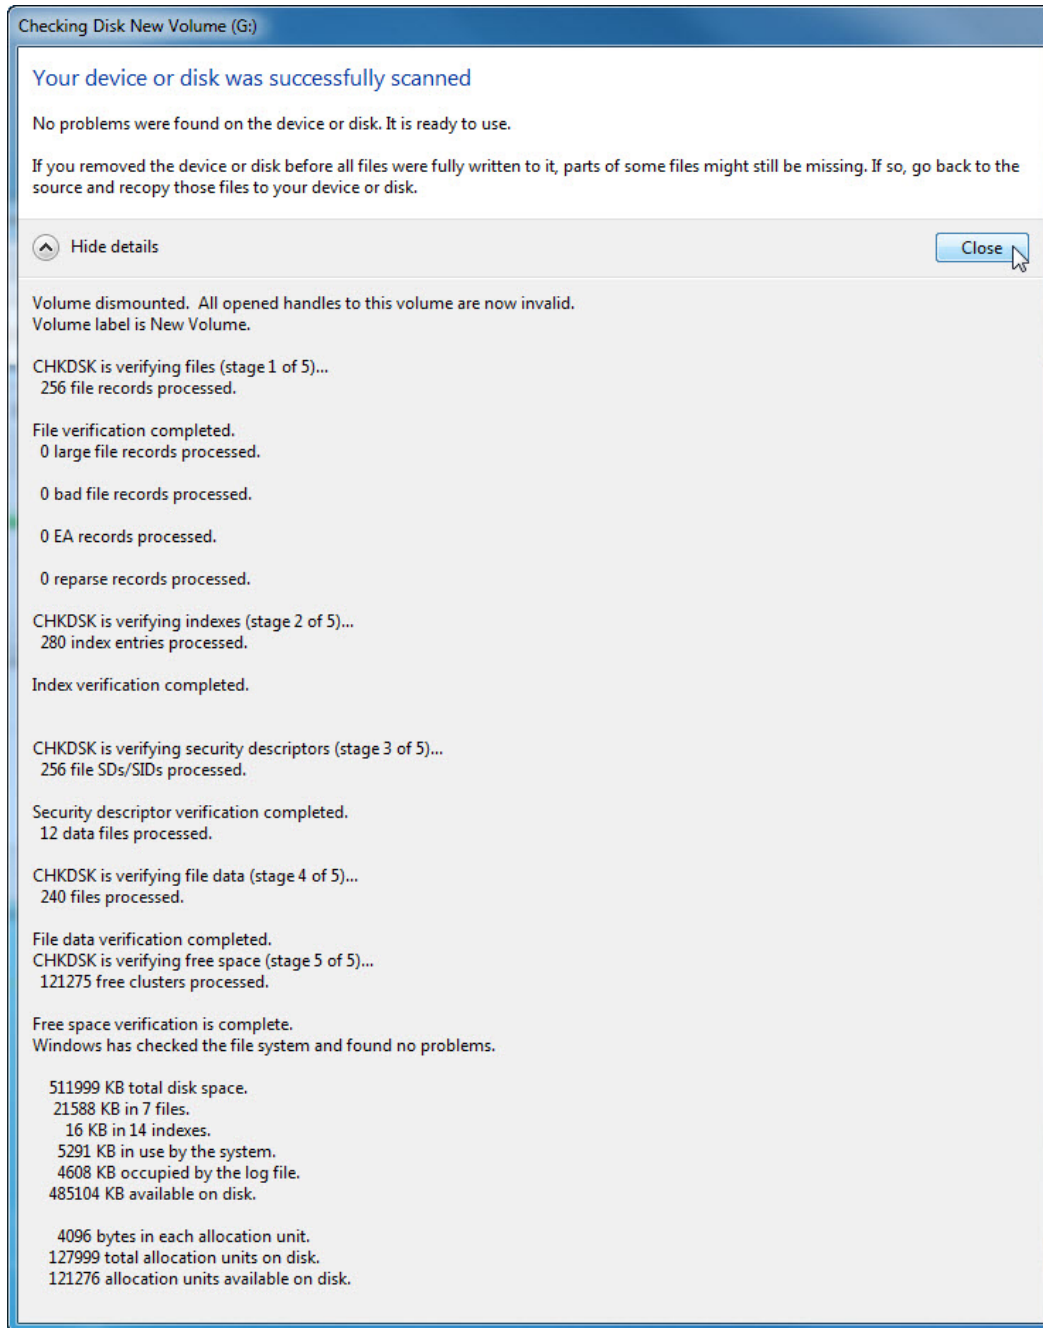 Checking Disk New Volume (G:)
Your device or disk was successfully scanned
No problems were found on the device or disk. It is ready to use.
If you removed the device or disk before all files were fully written to it, parts of some files might still be missing. If so, go back to the
source and recopy those files to your device or disk.
Hide details
Close
Volume dismounted.  All opened handles to this volume are now invalid.
Volume label is New Volume.
CHKDSK is verifying files (stage 1 of 5)...
256 file records processed.
File verification completed.
0 large file records processed.
0 bad file records processed.
0 EA records processed.
0 reparse records processed.
CHKDSK is verifying indexes (stage 2 of 5)...
280 index entries processed.
Index verification completed.
CHKDSK is verifying security descriptors (stage 3 of 5)...
256 file SDs/SIDs processed.
Security descriptor verification completed.
12 data files processed.
CHKDSK is verifying file data (stage 4 of 5)...
240 files processed.
File data verification completed.
CHKDSK is verifying free space (stage 5 of 5)...
121275 free clusters processed.
Free space verification is complete.
Windows has checked the file system and found no problems.
511999 KB total disk space.
21588 KB in 7 files.
16 KB in 14 indexes.
5291 KB in use by the system.
4608 KB occupied by the log file.
485104 KB available on disk.
4096 bytes in each allocation unit.
127999 total allocation units on disk.
121276 allocation units available on disk.